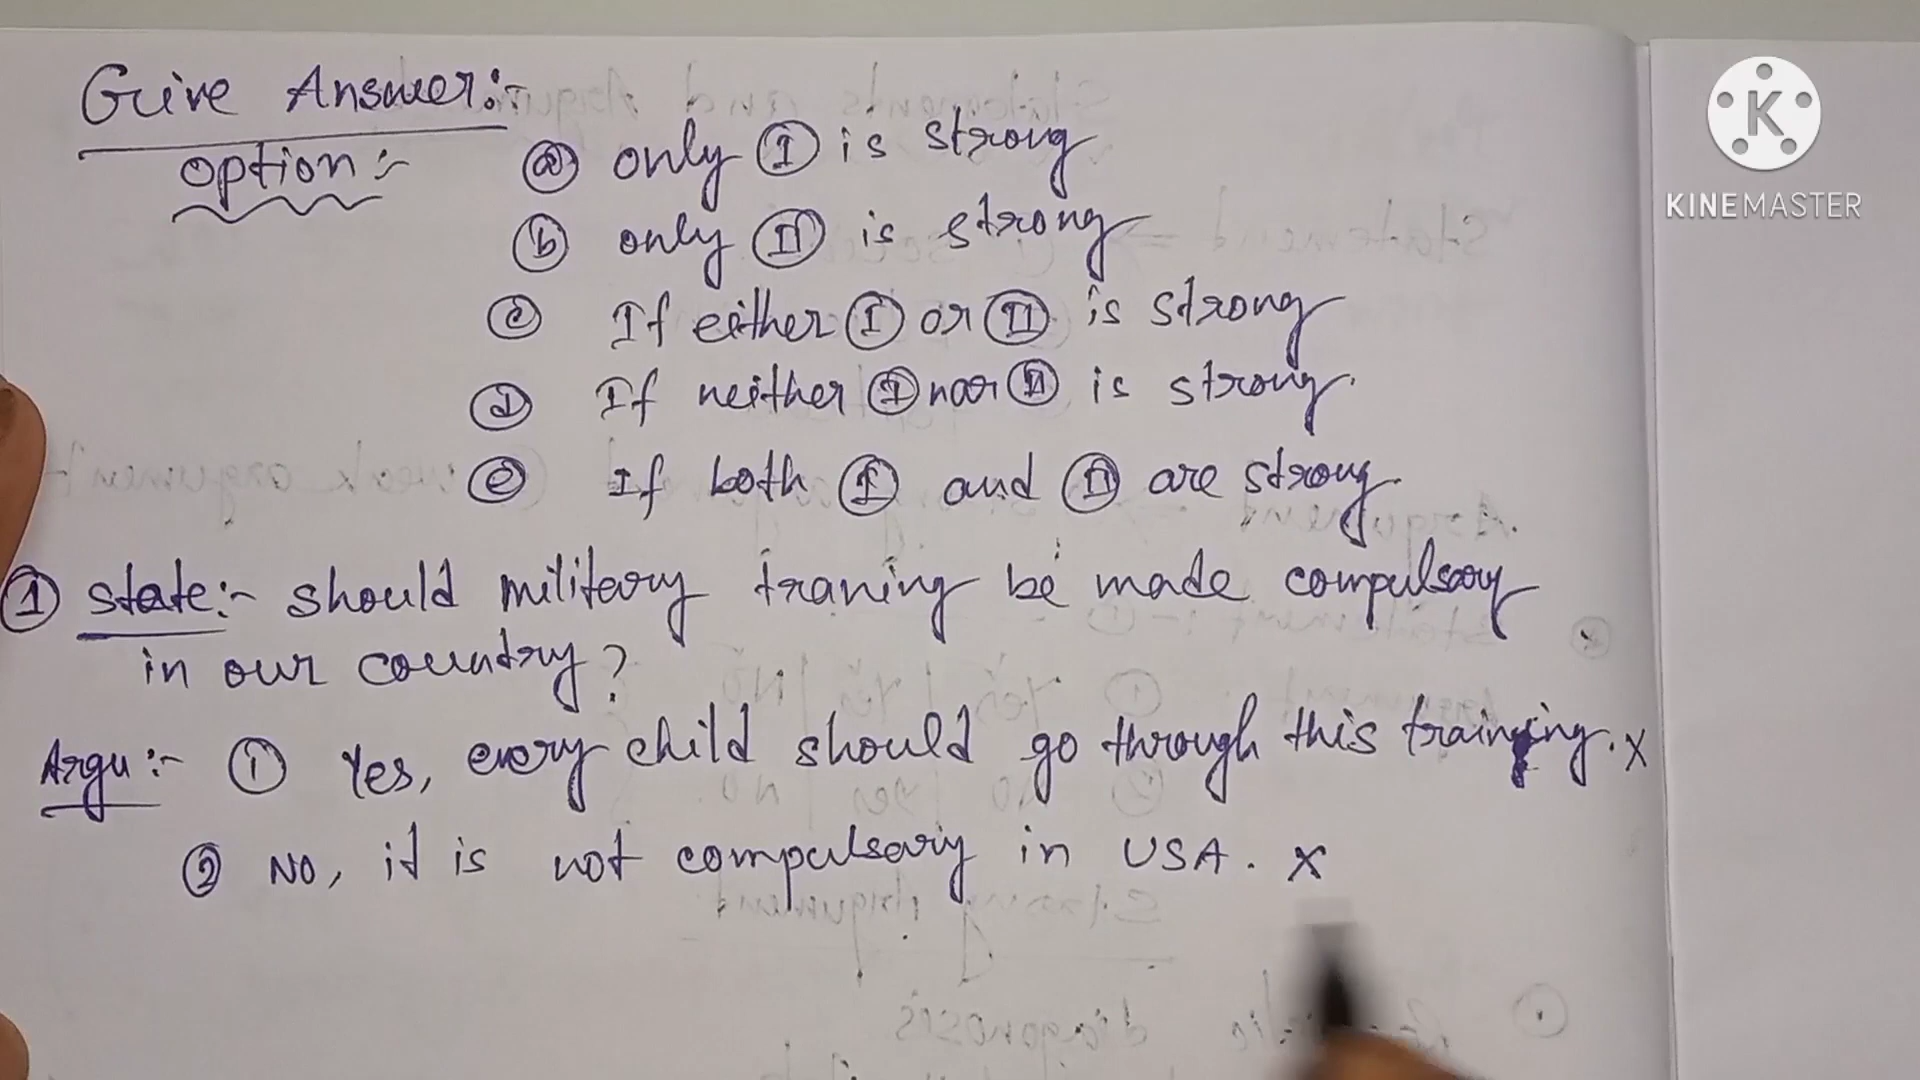 Give Answer:-
option:- ⓐ only Ⓘ is strong
ⓑ only Ⅱ is strong
ⓒ If either Ⓘ or Ⅱ is strong
ⓓ If neither Ⓘ nor Ⅱ is strong.
ⓔ If both Ⓘ and Ⅱ are strong.
① state:- should military traning be made compulsory
in our country?
Argu:- ① Yes, every child should go through this training. x
② NO, it is not compulsary in USA. x
K
KINEMASTER